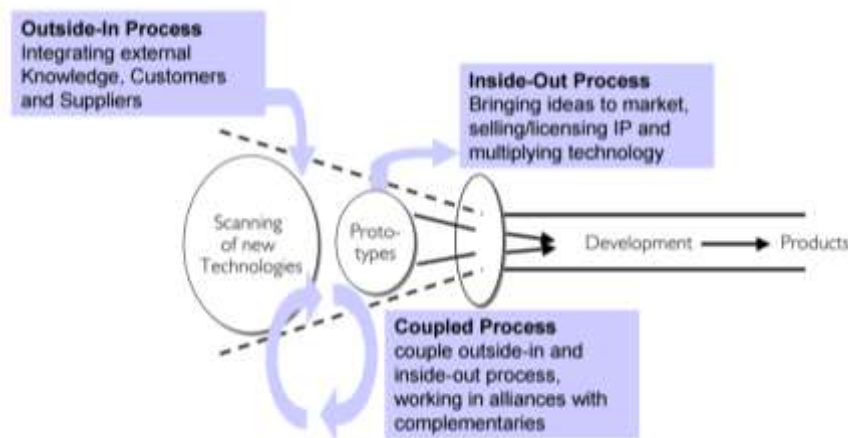 Outside-In Process
Integrating external
Knowledge, Customers
and Suppliers
Inside-Out Process
Bringing ideas to market,
selling/licensing IP and
multiplying technology
Scanning
of new
Technologies
Proto-
types
Development
Products
Coupled Process
couple outside-in and
inside-out process,
working in alliances with
complementaries